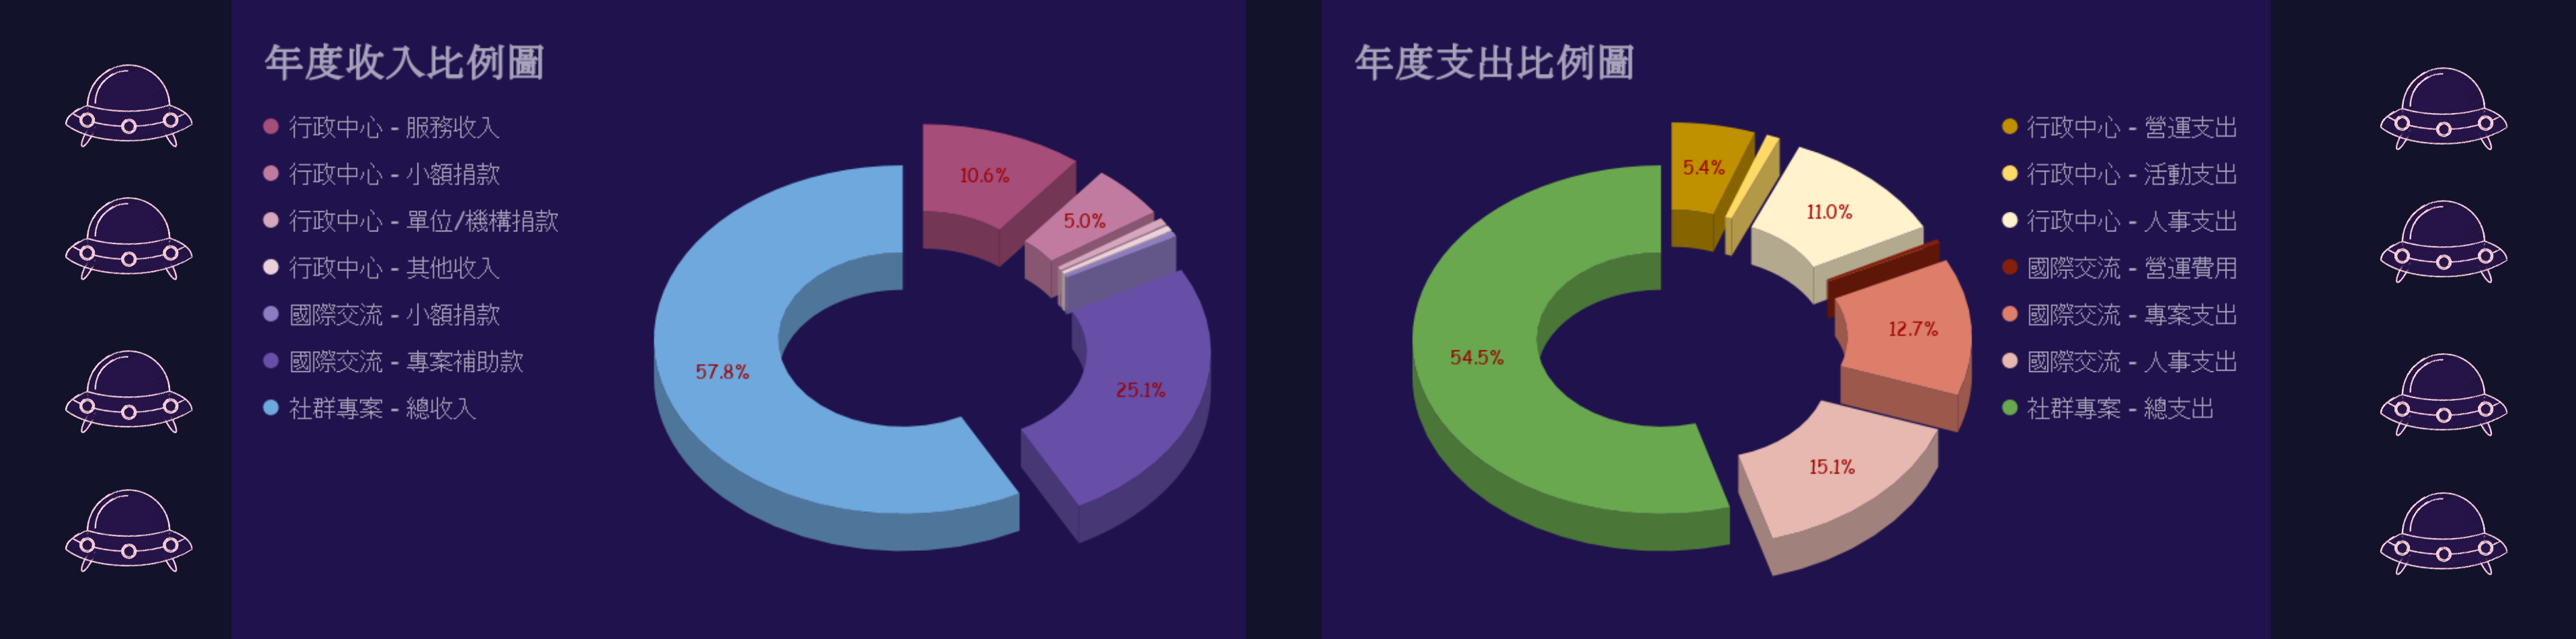 年度收入比例圖
行政中心 - 服務收入
行政中心 - 小額捐款
行政中心 - 單位/機構捐款
行政中心 - 其他收入
國際交流 - 小額捐款
國際交流 - 專案補助款
社群專案 - 總收入
10.6%
5.0%
25.1%
57.8%
年度支出比例圖
5.4%
11.0%
12.7%
15.1%
54.5%
行政中心 - 營運支出
行政中心 - 活動支出
行政中心 - 人事支出
國際交流 - 營運費用
國際交流 - 專案支出
國際交流 - 人事支出
社群專案 - 總支出